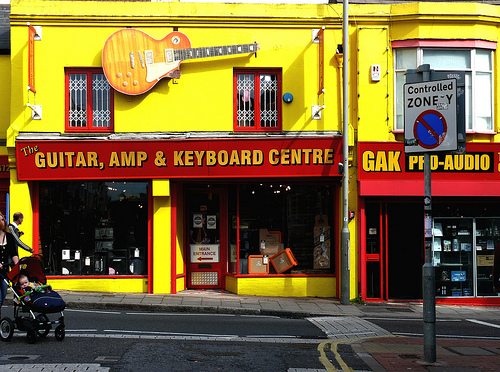 The GUITAR, AMP & KEYBOARD CENTRE
GAK PRO-AUDIO
Controlled
ZONE
MAIN
ENTRANCE